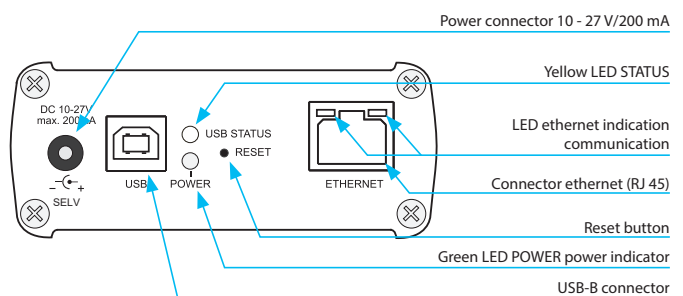 Power connector 10 - 27 V/200 mA
Yellow LED STATUS
LED ethernet indication
communication
Connector ethernet (RJ 45)
Reset button
Green LED POWER power indicator
USB-B connector
DC 10-27V
max. 200mA
USB STATUS
RESET
USB
POWER
ETHERNET
- +
SELV